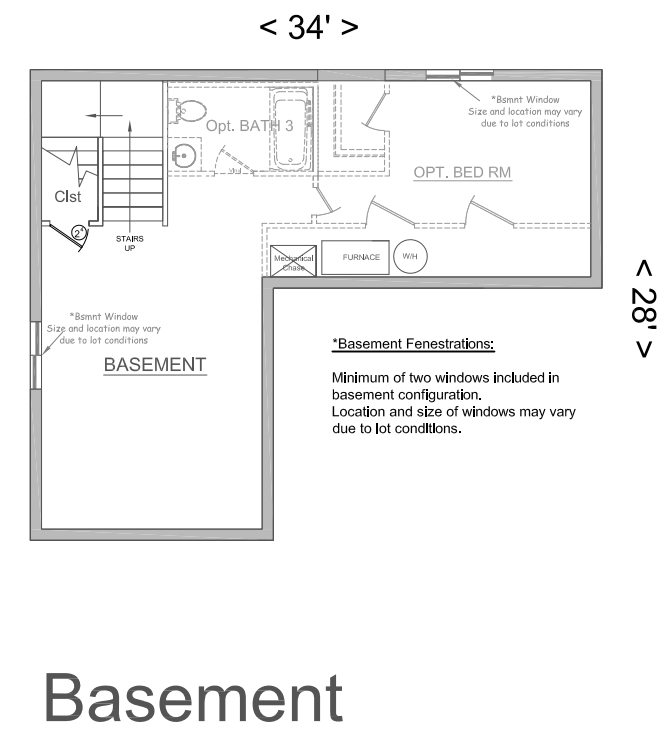 < 34' >
*Bsmnt Window
Size and location may vary
due to lot conditions
Opt. BATH 3
OPT. BED RM
Clst
STAIRS
UP
Mechanical
Chase
FURNACE
W/H
< 28' >
*Bsmnt Window
Size and location may vary
due to lot conditions
BASEMENT
*Basement Fenestrations:
Minimum of two windows included in
basement configuration.
Location and size of windows may vary
due to lot conditions.
Basement